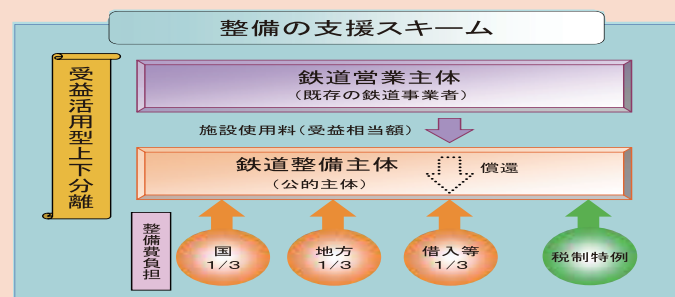 整備の支援スキーム
受益活用型上下分離
鉄道営業主体
(既存の鉄道事業者)
施設使用料(受益相当額)
鉄道整備主体
(公的主体)
償還
整備費負担
国
1/3
地方
1/3
借入等
1/3
税制特例